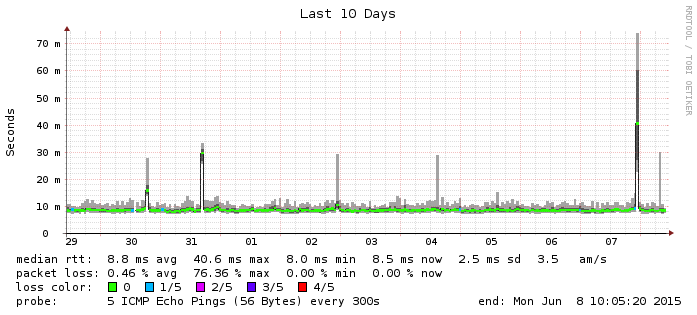 Last 10 Days
RRDTOOL / TOBI OETIKER
Seconds
70 m
60 m
50 m
40 m
30 m
20 m
10 m
0
29 30 31 01 02 03 04 05 06 07
median rtt: 8.8 ms avg 40.6 ms max 8.0 ms min 8.5 ms now 2.5 ms sd 3.5 am/s
packet loss: 0.46 % avg 76.36 % max 0.00 % min 0.00 % now
loss color: 0 1/5 2/5 3/5 4/5
probe: 5 ICMP Echo Pings (56 Bytes) every 300s end: Mon Jun 8 10:05:20 2015